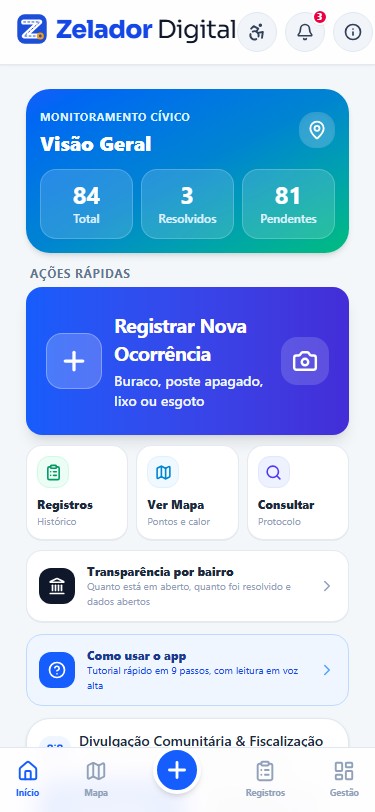 Zelador Digital
3
MONITORAMENTO CÍVICO
Visão Geral
84
Total
3
Resolvidos
81
Pendentes
AÇÕES RÁPIDAS
Registrar Nova
Ocorrência
Buraco, poste apagado,
lixo ou esgoto
Registros
Histórico
Ver Mapa
Pontos e calor
Consultar
Protocolo
Transparência por bairro
Quanto está em aberto, quanto foi resolvido e
dados abertos
Como usar o app
Tutorial rápido em 9 passos, com leitura em voz
alta
Divulgação Comunitária & Fiscalização
Início
Mapa
Registros
Gestão